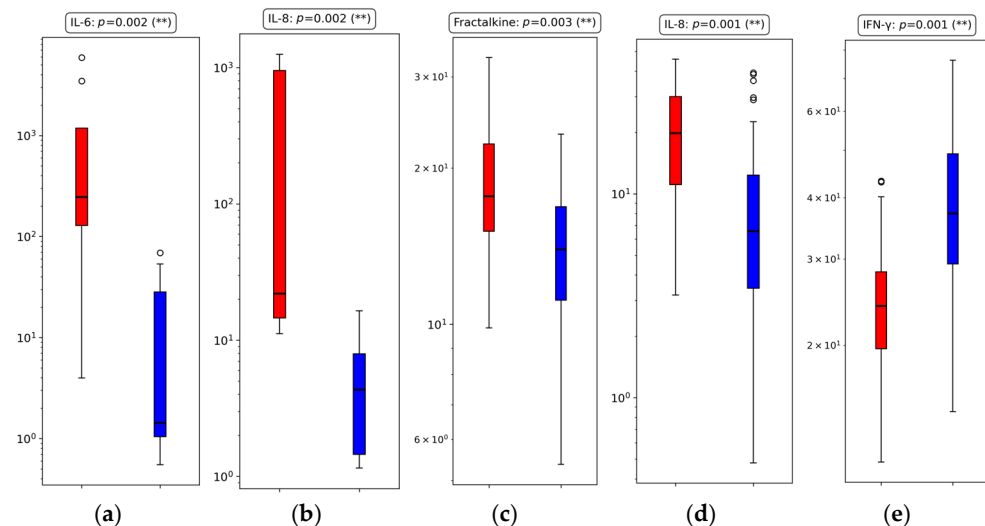 IL-6: p=0.002 (**)
IL-8: p=0.002 (**)
Fractalkine: p=0.003 (**)
IL-8: p=0.001 (**)
IFN-γ: p=0.001 (**)
10³
10²
10¹
10⁰
10³
10²
10¹
10⁰
3 × 10¹
2 × 10¹
10¹
6 × 10⁰
10¹
10⁰
6 × 10¹
4 × 10¹
3 × 10¹
2 × 10¹
(a)
(b)
(c)
(d)
(e)